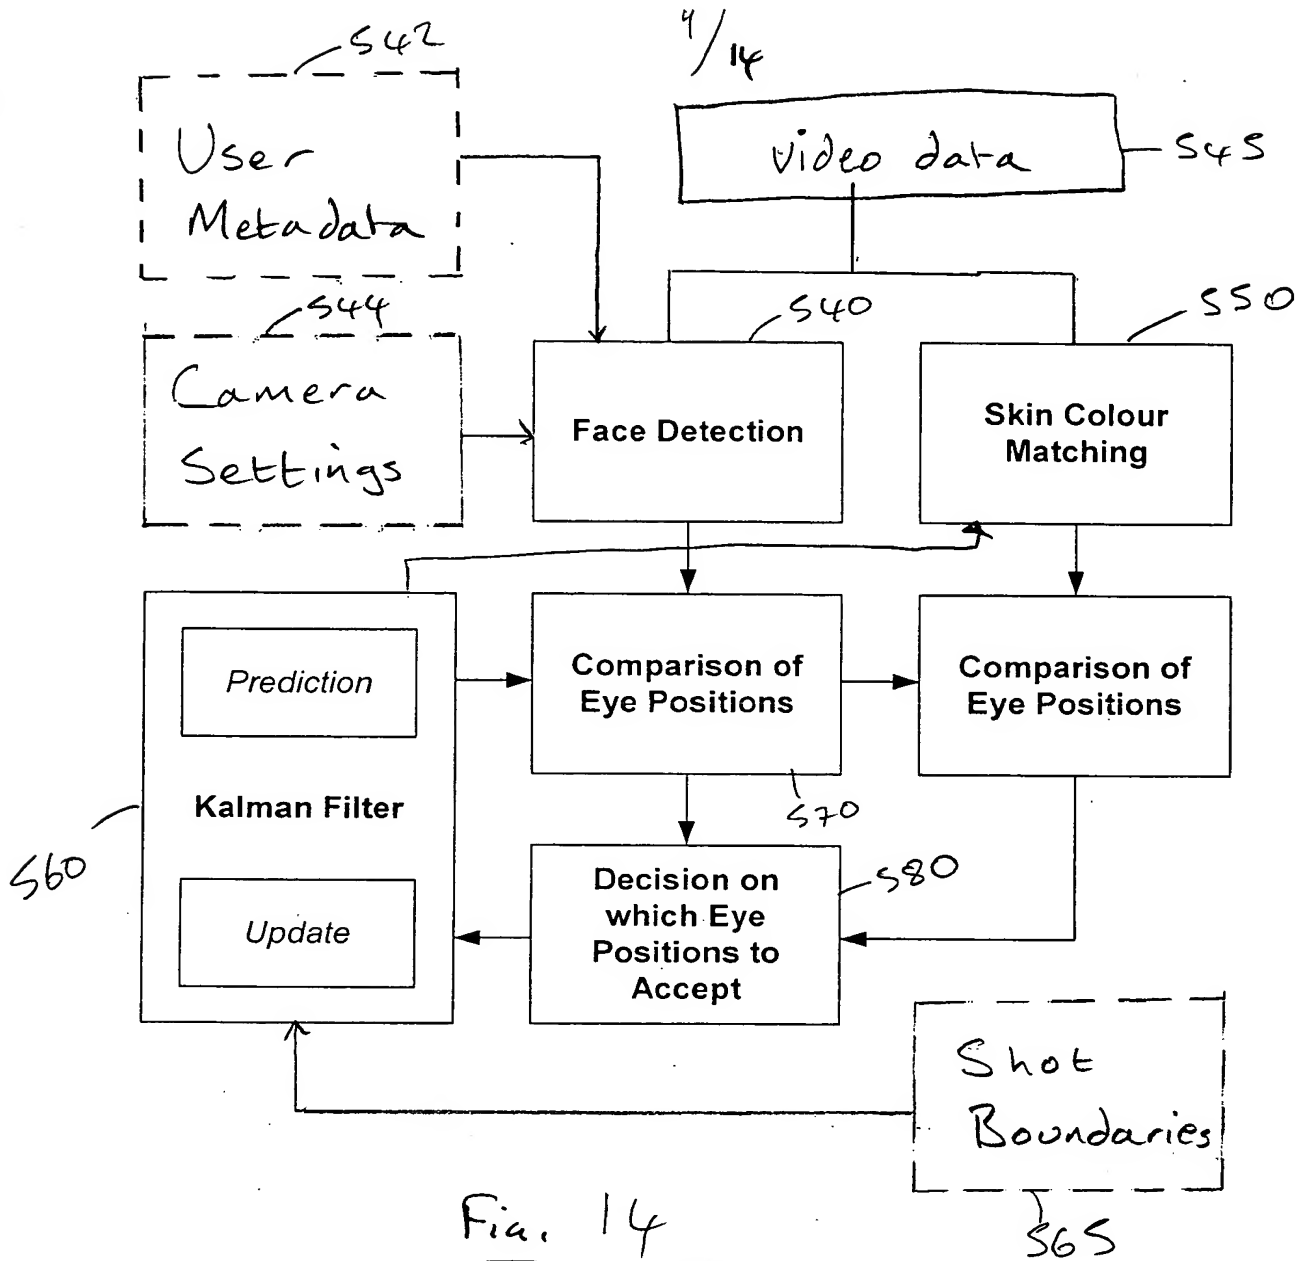 542
4/14
User
Metadata
video data
545
544
540
550
Camera
Settings
Face Detection
Skin Colour
Matching
Prediction
Kalman Filter
Update
560
Comparison of
Eye Positions
570
Comparison of
Eye Positions
Decision on
which Eye
Positions to
Accept
580
Shot
Boundaries
565
Fig. 14